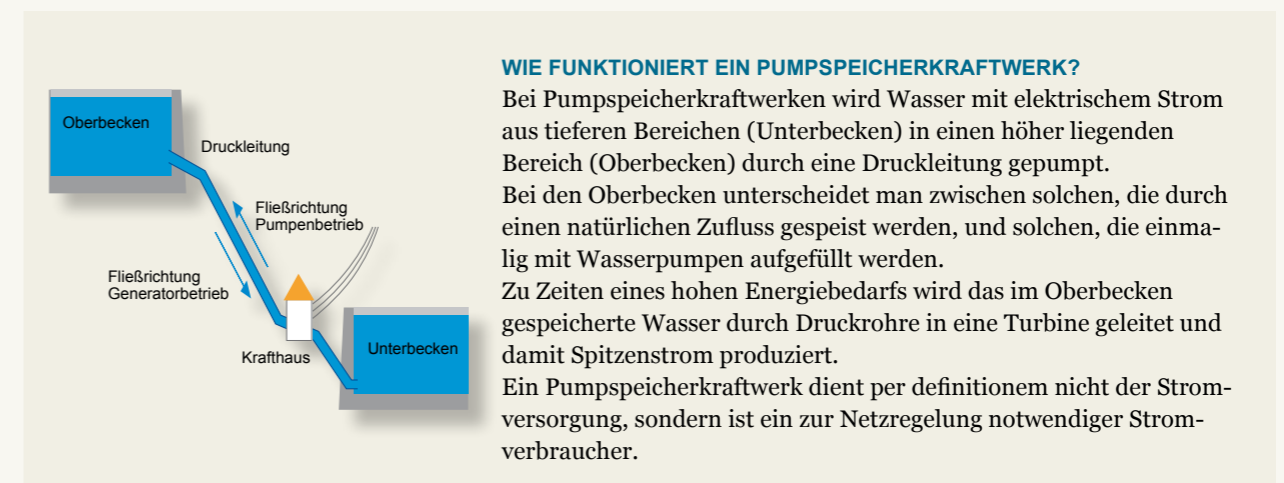 Oberbecken
Druckleitung
Fließrichtung
Pumpenbetrieb
Fließrichtung
Generatorbetrieb
Krafthaus
Unterbecken
WIE FUNKTIONIERT EIN PUMPSPEICHERKRAFTWERK?
Bei Pumpspeicherkraftwerken wird Wasser mit elektrischem Strom
aus tieferen Bereichen (Unterbecken) in einen höher liegenden
Bereich (Oberbecken) durch eine Druckleitung gepumpt.
Bei den Oberbecken unterscheidet man zwischen solchen, die durch
einen natürlichen Zufluss gespeist werden, und solchen, die einma-
lig mit Wasserpumpen aufgefüllt werden.
Zu Zeiten eines hohen Energiebedarfs wird das im Oberbecken
gespeicherte Wasser durch Druckrohre in eine Turbine geleitet und
damit Spitzenstrom produziert.
Ein Pumpspeicherkraftwerk dient per definitionem nicht der Strom-
versorgung, sondern ist ein zur Netzregelung notwendiger Strom-
verbraucher.